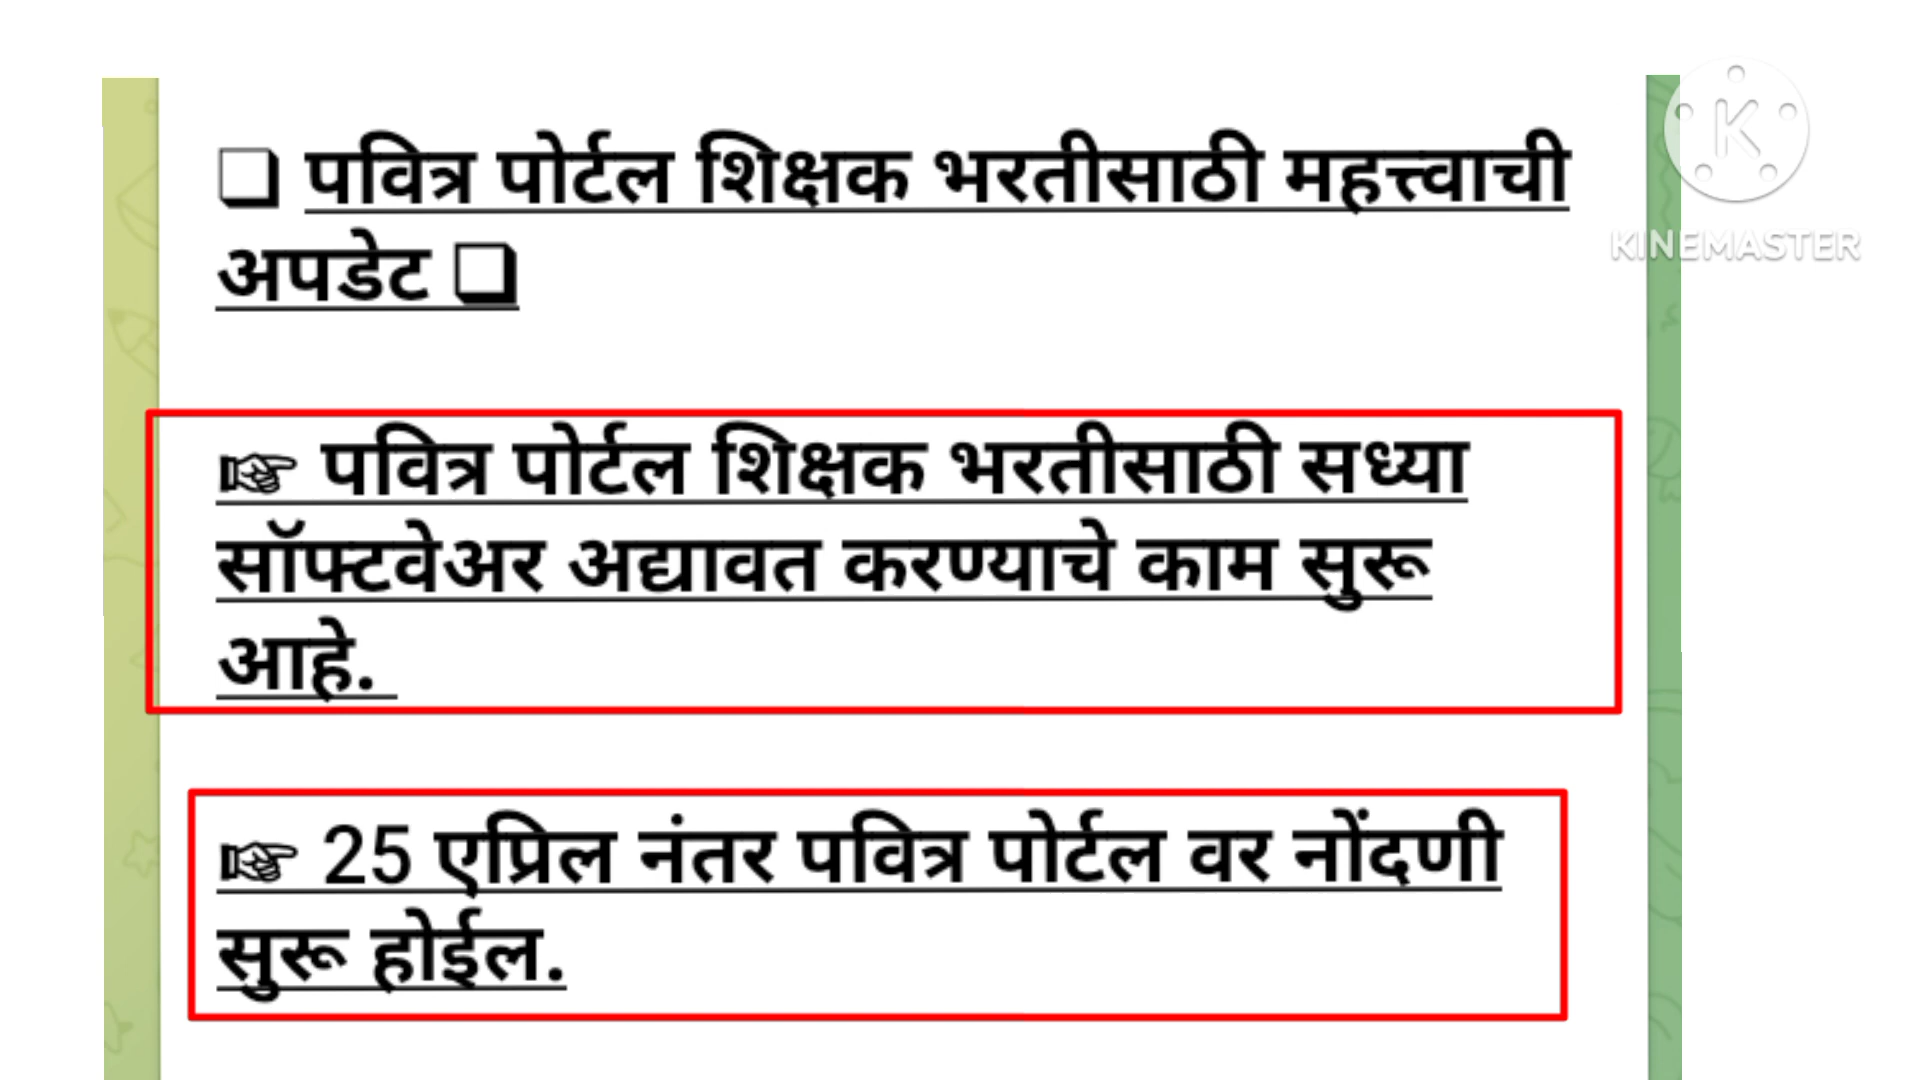 ❑ पवित्र पोर्टल शिक्षक भरतीसाठी महत्त्वाची
अपडेट ❑
☞ पवित्र पोर्टल शिक्षक भरतीसाठी सध्या
सॉफ्टवेअर अद्यावत करण्याचे काम सुरू
आहे.
☞ 25 एप्रिल नंतर पवित्र पोर्टल वर नोंदणी
सुरू होईल.
K
KINEMASTER